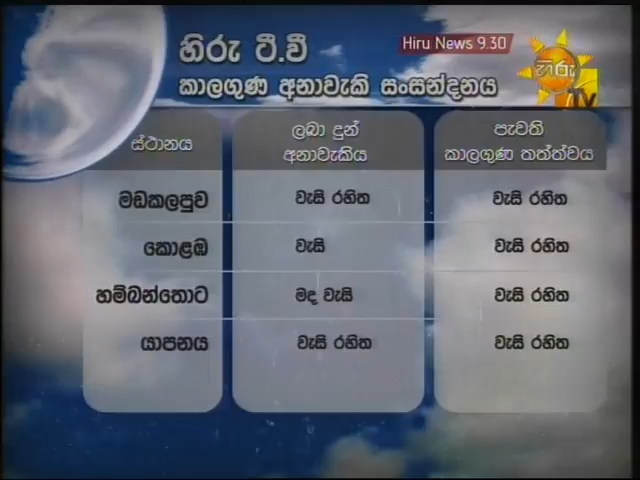 හිරු ටී.වී
Hiru News 9.30
හිරු
TV
කාලගුණ අනාවැකි සංසන්දනය
ස්ථානය ලබා දුන් අනාවැකිය පැවති කාලගුණ තත්ත්වය
මඩකලපුව වැසි රහිත වැසි රහිත
කොළඹ වැසි වැසි රහිත
හම්බන්තොට මද වැසි වැසි රහිත
යාපනය වැසි රහිත වැසි රහිත